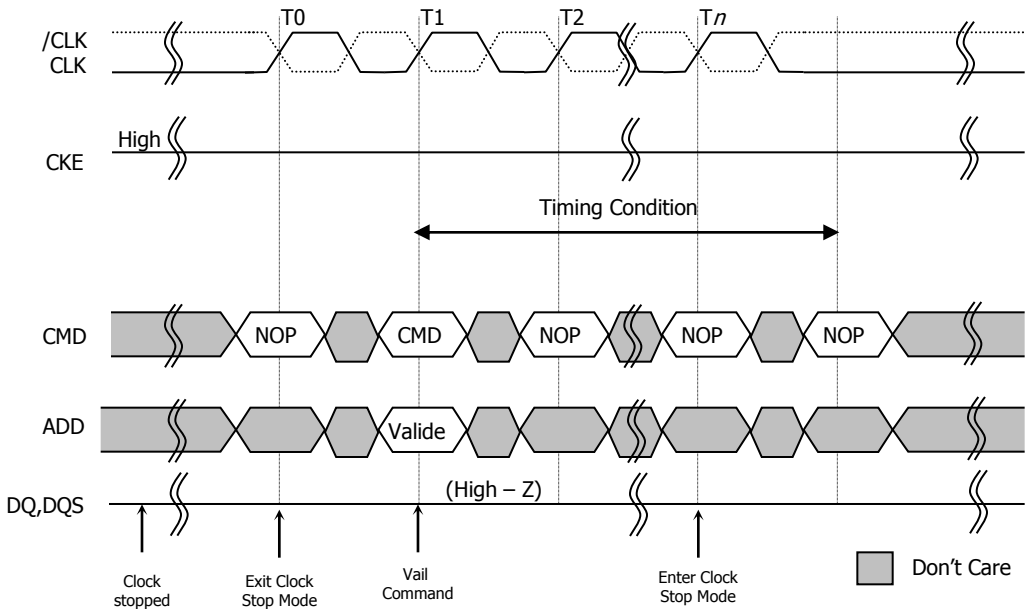 T0 T1 T2 Tn
/CLK
CLK
High
CKE
Timing Condition
CMD NOP CMD NOP NOP NOP
ADD Valide
(High – Z)
DQ,DQS
Clock
stopped
Exit Clock
Stop Mode
Vail
Command
Enter Clock
Stop Mode
Don't Care